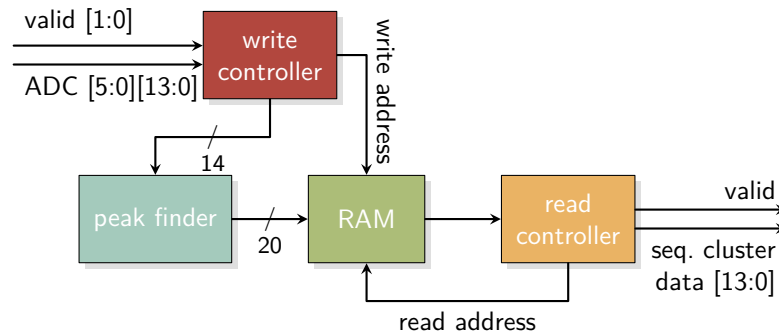 valid [1:0]
ADC [5:0][13:0]
write
controller
write address
14
peak finder
20
RAM
read
controller
valid
seq. cluster
data [13:0]
read address